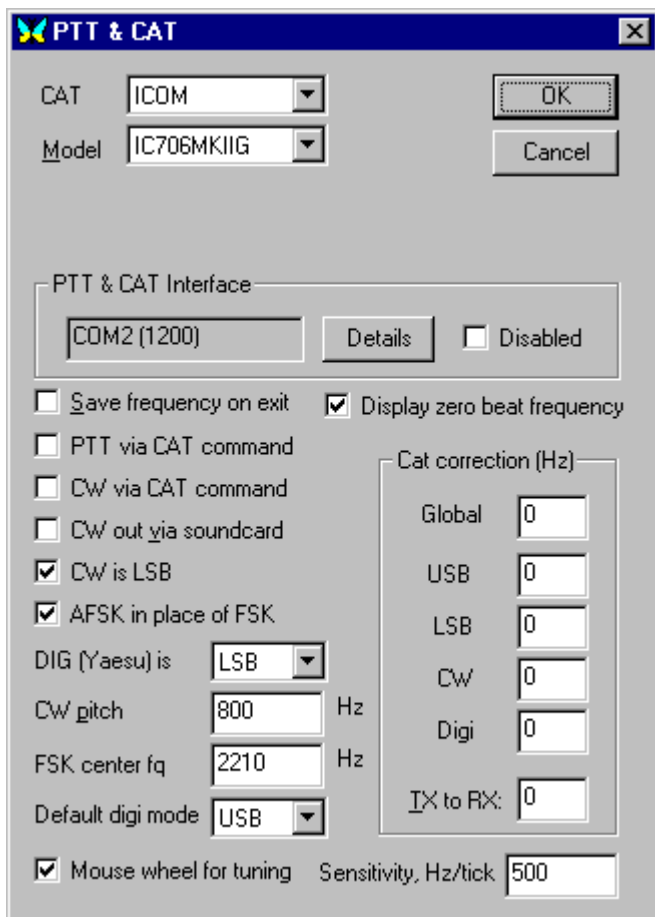 PTT & CAT
CAT ICOM OK
Model IC706MKIIG Cancel
PTT & CAT Interface
COM2 (1200) Details Disabled
Save frequency on exit Display zero beat frequency
PTT via CAT command
CW via CAT command
CW out via soundcard
CW is LSB
AFSK in place of FSK
DIG (Yaesu) is LSB
CW pitch 800 Hz
FSK center fq 2210 Hz
Default digi mode USB
Cat correction (Hz)
Global 0
USB 0
LSB 0
CW 0
Digi 0
TX to RX: 0
Mouse wheel for tuning Sensitivity, Hz/tick 500